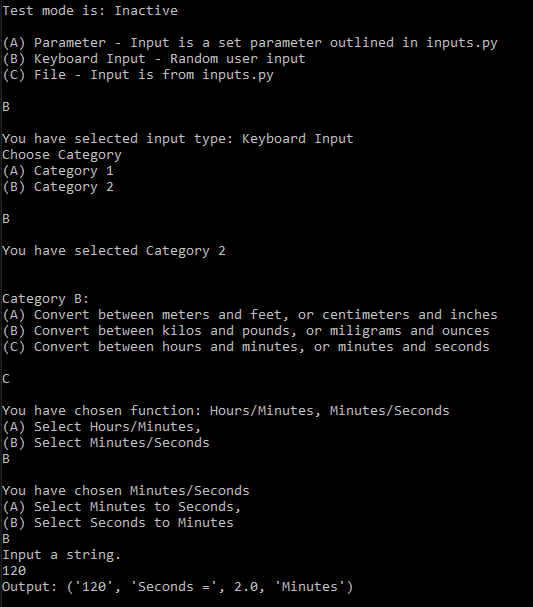 Test mode is: Inactive
(A) Parameter - Input is a set parameter outlined in inputs.py
(B) Keyboard Input - Random user input
(C) File - Input is from inputs.py
B
You have selected input type: Keyboard Input
Choose Category
(A) Category 1
(B) Category 2
B
You have selected Category 2
Category B:
(A) Convert between meters and feet, or centimeters and inches
(B) Convert between kilos and pounds, or miligrams and ounces
(C) Convert between hours and minutes, or minutes and seconds
C
You have chosen function: Hours/Minutes, Minutes/Seconds
(A) Select Hours/Minutes,
(B) Select Minutes/Seconds
B
You have chosen Minutes/Seconds
(A) Select Minutes to Seconds,
(B) Select Seconds to Minutes
B
Input a string.
120
Output: ('120', 'Seconds =', 2.0, 'Minutes')